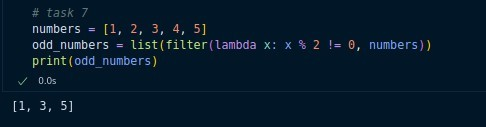 # task 7
numbers = [1, 2, 3, 4, 5]
odd_numbers = list(filter(lambda x: x % 2 != 0, numbers))
print(odd_numbers)
✓ 0.0s
[1, 3, 5]